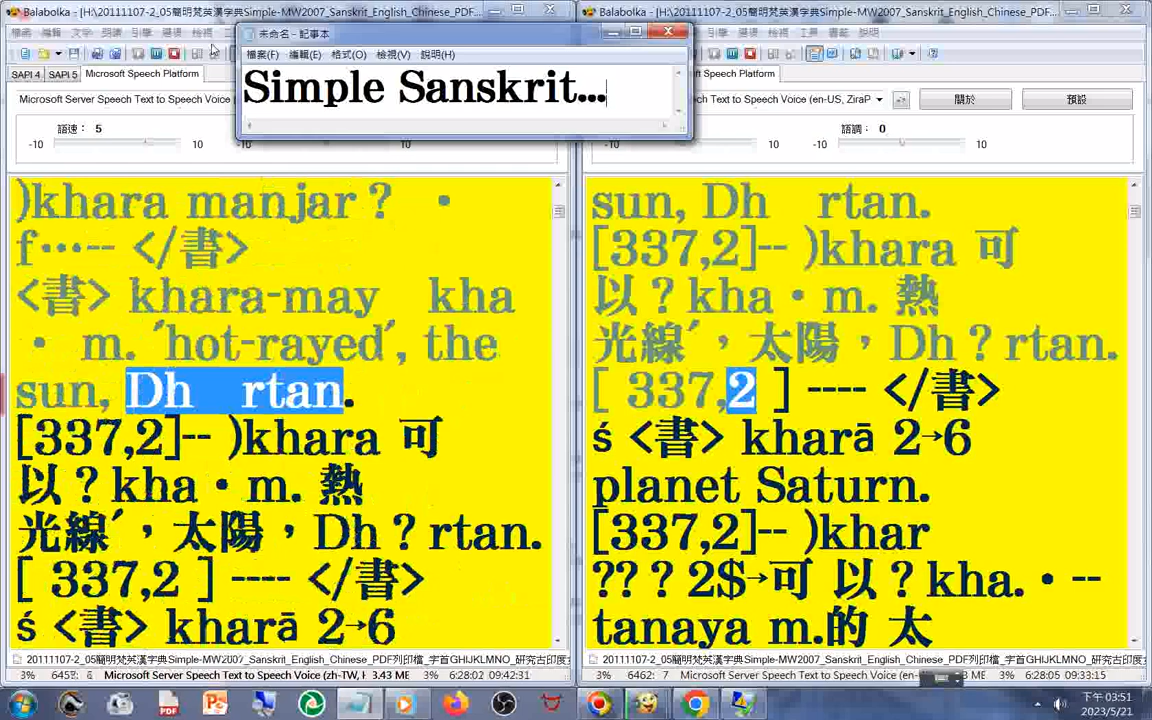 Balabolka - [H:\20111107-2_05簡明梵英漢字典Simple-MW2007_Sanskrit_English_Chinese_PDF...
Balabolka - [H:\20111107-2_05簡明梵英漢字典Simple-MW2007_Sanskrit_English_Chinese_PDF...
未命名 - 記事本
檔案(F) 編輯(E) 格式(O) 檢視(V) 說明(H)
Simple Sanskrit...
SAPI 4 SAPI 5 Microsoft Speech Platform
t Speech Platform
Microsoft Server Speech Text to Speech Voice
h Text to Speech Voice (en-US, ZiraP
關於
預設
語速： 5
語調： 0
-10 10 -10 10
-10 10 -10 10
)khara manjar？ •
f…-- </書>
<書> khara-may kha
• m. ′hot-rayed′, the
sun, Dh rtan.
[337,2]-- )khara 可
以？kha・m. 熱
光線′，太陽，Dh？rtan.
[ 337,2 ] ---- </書>
ś <書> kharā 2→6
sun, Dh rtan.
[337,2]-- )khara 可
以？kha・m. 熱
光線′，太陽，Dh？rtan.
[ 337,2 ] ---- </書>
ś <書> kharā 2→6
planet Saturn.
[337,2]-- )khar
??？2$→可 以？kha.・--
tanaya m.的 太
20111107-2_05簡明梵英漢字典Simple-MW2007_Sanskrit_English_Chinese_PDF列印檔_字首GHIJKLMNO_研究古印度
20111107-2_05簡明梵英漢字典Simple-MW2007_Sanskrit_English_Chinese_PDF列印檔_字首GHIJKLMNO_研究古印度
3% Microsoft Server Speech Text to Speech Voice (zh-TW, 3.43 ME 3% 6:28:02 09:42:31
3% 6462: Microsoft Server Speech Text to Speech Voice 3% 6:28:05 09:33:15
下午 03:51
2023/5/21